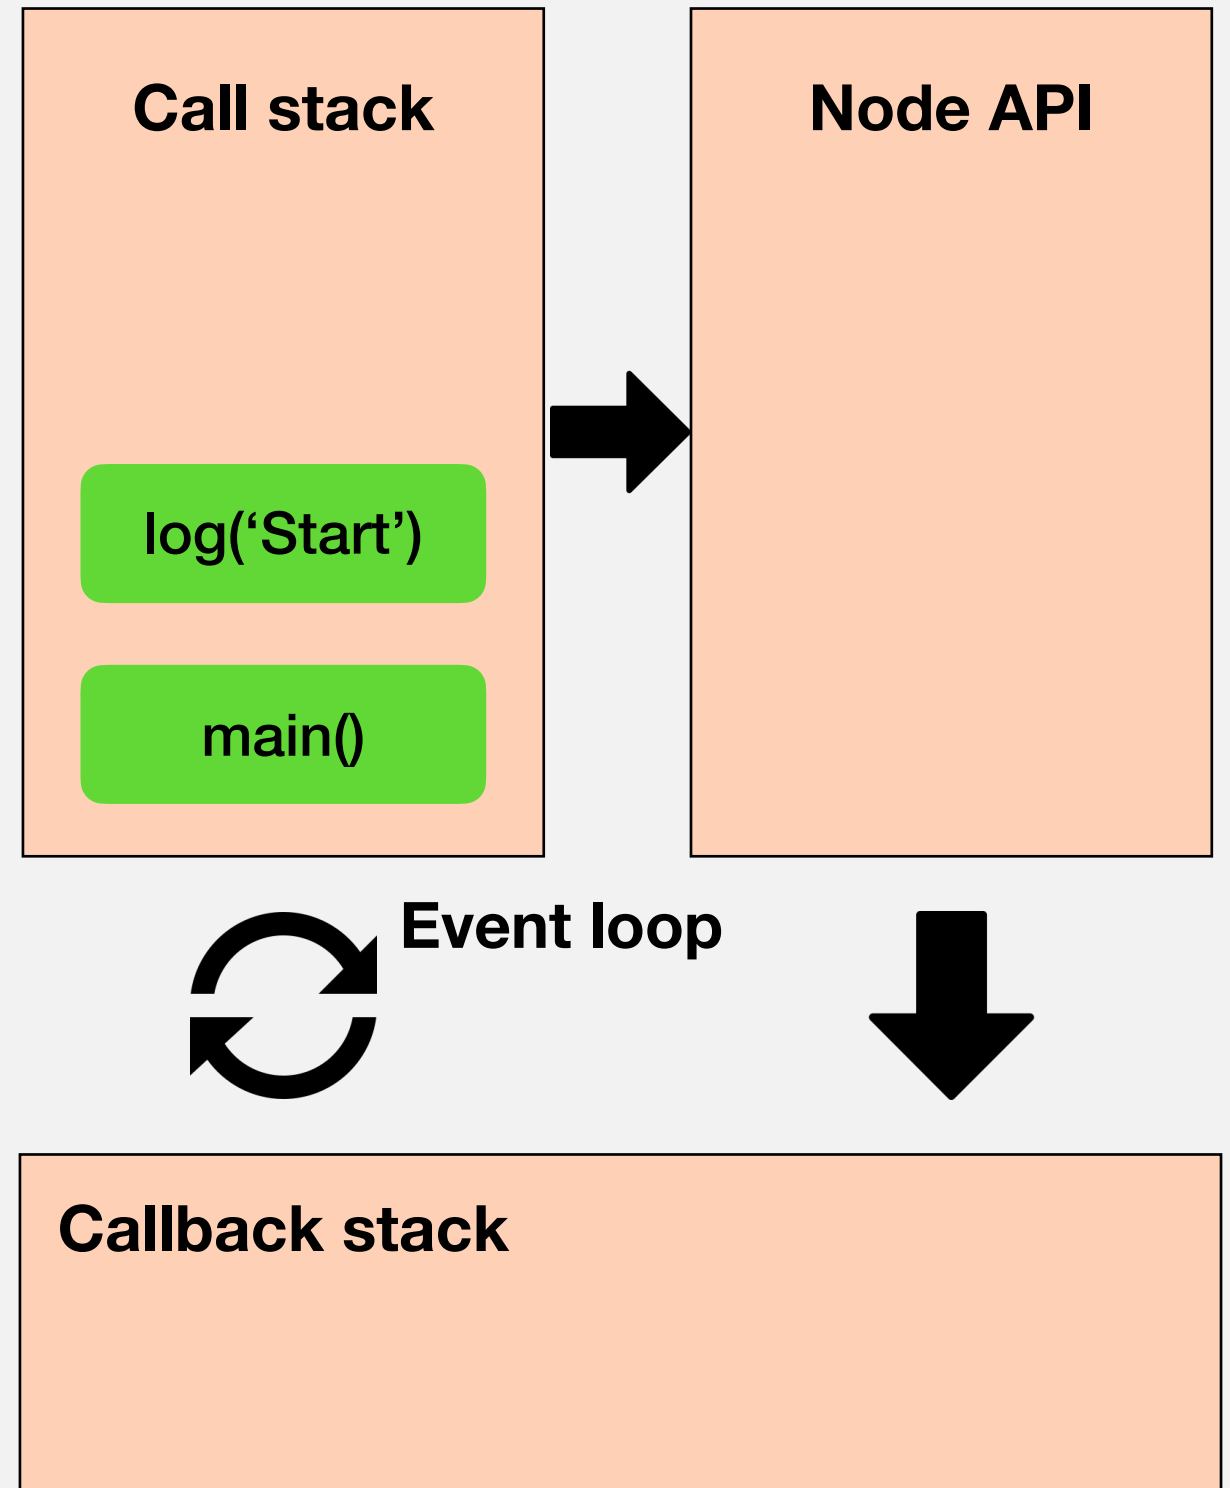 Call stack
Node API
log(‘Start’)
main()
Event loop
Callback stack